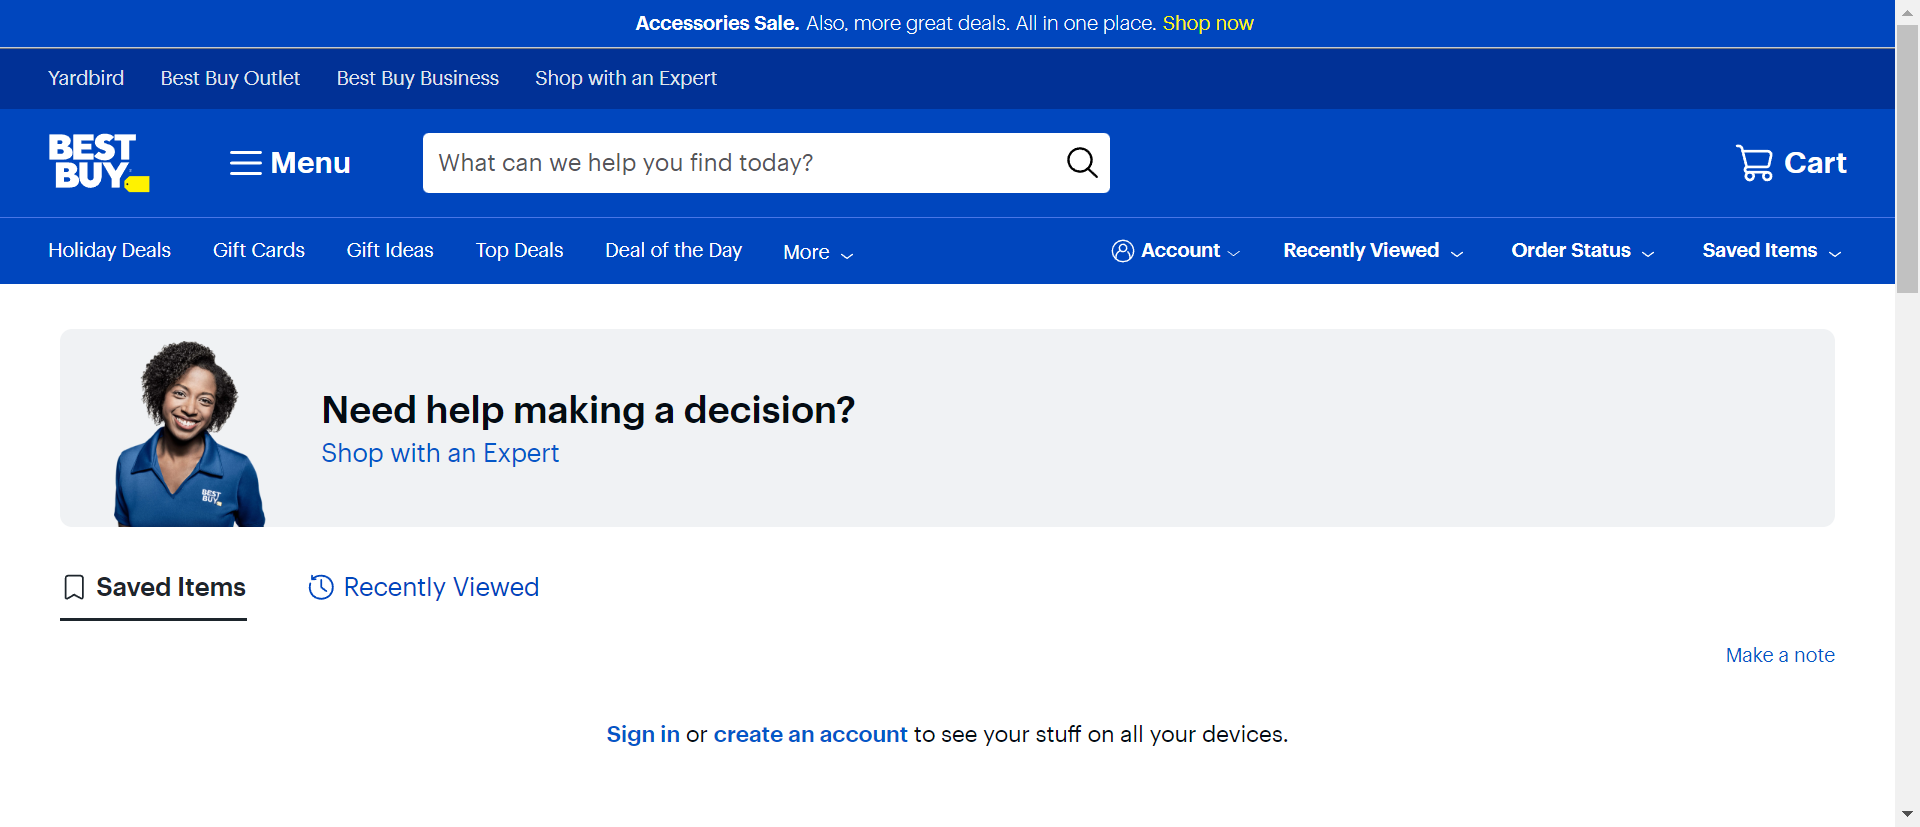 Accessories Sale. Also, more great deals. All in one place. Shop now
Yardbird Best Buy Outlet Best Buy Business Shop with an Expert
BEST
BUY
Menu
What can we help you find today?
Cart
Holiday Deals Gift Cards Gift Ideas Top Deals Deal of the Day More Account Recently Viewed Order Status Saved Items
Need help making a decision?
Shop with an Expert
BEST
BUY
Saved Items Recently Viewed
Make a note
Sign in or create an account to see your stuff on all your devices.